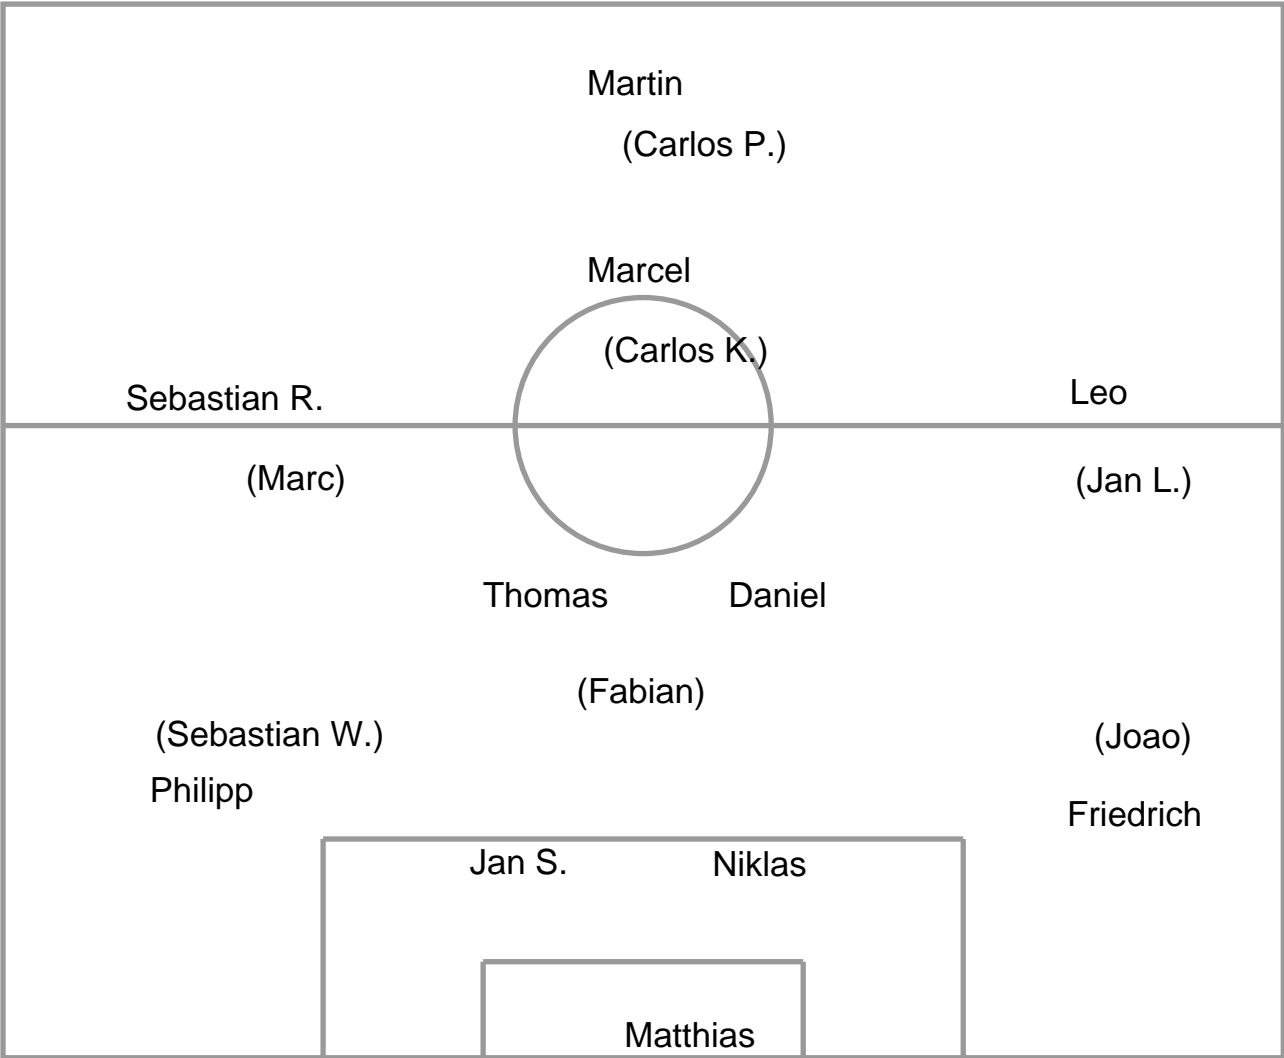 Martin
(Carlos P.)
Marcel
(Carlos K.)
Sebastian R.
Leo
(Marc)
(Jan L.)
Thomas
Daniel
(Fabian)
(Sebastian W.)
(Joao)
Philipp
Friedrich
Jan S.
Niklas
Matthias